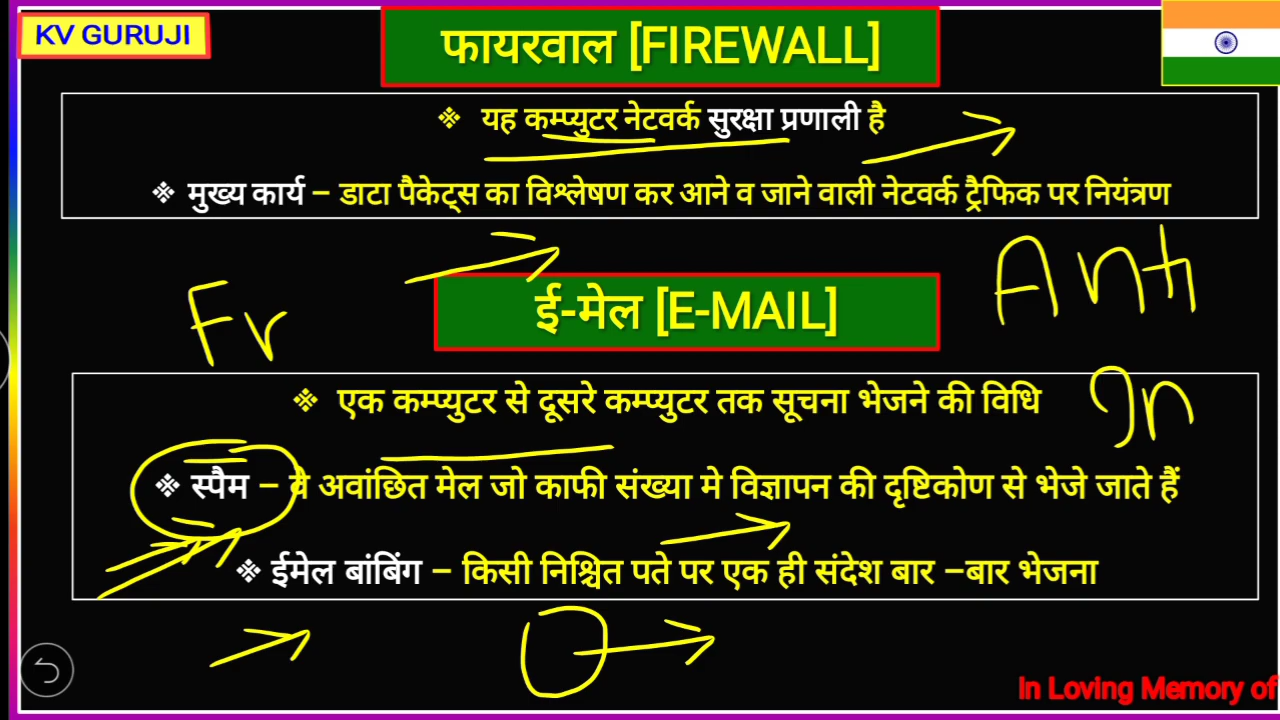 KV GURUJI
फायरवाल [FIREWALL]
❖ यह कम्प्युटर नेटवर्क सुरक्षा प्रणाली है
❖ मुख्य कार्य – डाटा पैकेट्स का विश्लेषण कर आने व जाने वाली नेटवर्क ट्रैफिक पर नियंत्रण
Anti
Fr
ई-मेल [E-MAIL]
❖ एक कम्प्युटर से दूसरे कम्प्युटर तक सूचना भेजने की विधि
In
❖ स्पैम – वे अवांछित मेल जो काफी संख्या मे विज्ञापन की दृष्टिकोण से भेजे जाते हैं
❖ ईमेल बांबिंग – किसी निश्चित पते पर एक ही संदेश बार –बार भेजना
In Loving Memory of